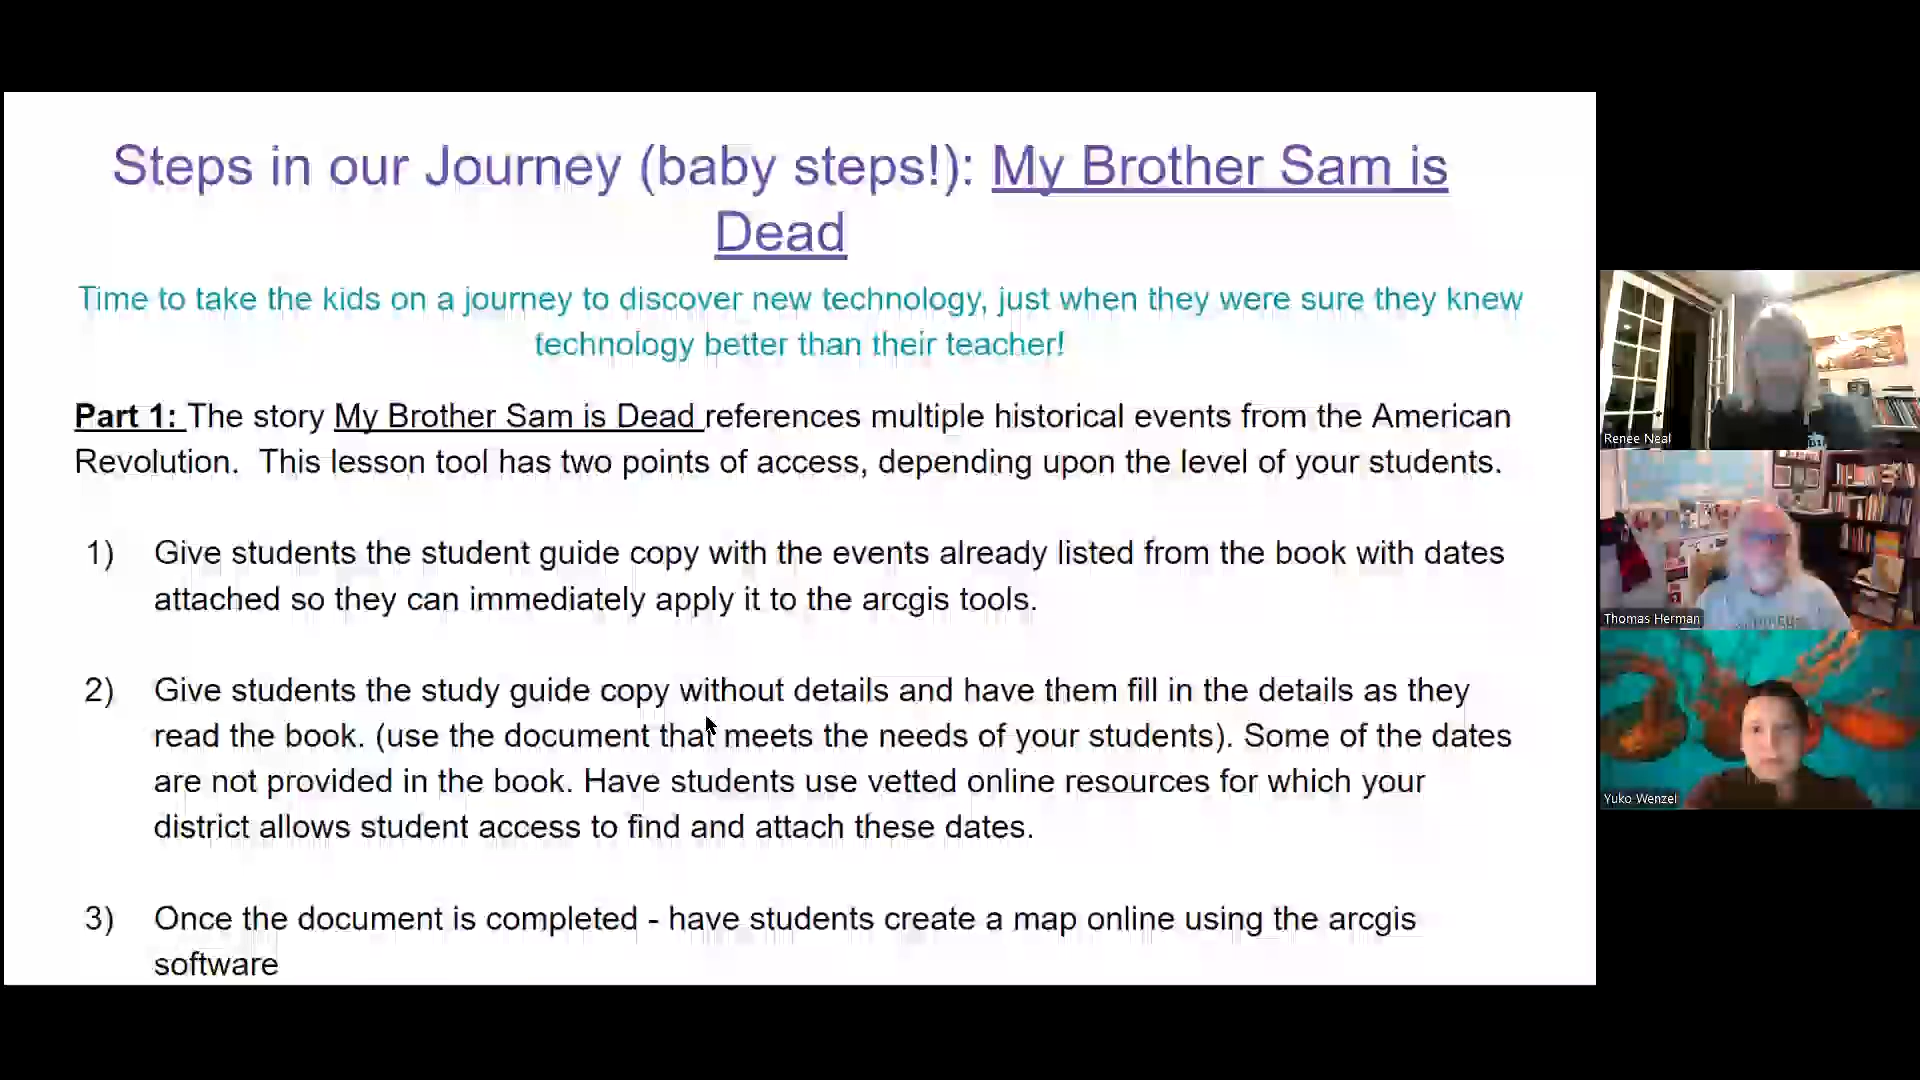 Steps in our Journey (baby steps!): My Brother Sam is
Dead
Time to take the kids on a journey to discover new technology, just when they were sure they knew
technology better than their teacher!
Part 1: The story My Brother Sam is Dead references multiple historical events from the American
Revolution.  This lesson tool has two points of access, depending upon the level of your students.
1) Give students the student guide copy with the events already listed from the book with dates
attached so they can immediately apply it to the arcgis tools.
2) Give students the study guide copy without details and have them fill in the details as they
read the book. (use the document that meets the needs of your students). Some of the dates
are not provided in the book. Have students use vetted online resources for which your
district allows student access to find and attach these dates.
3) Once the document is completed - have students create a map online using the arcgis
software
Renee Neal
Thomas Herman
Yuko Wenzel